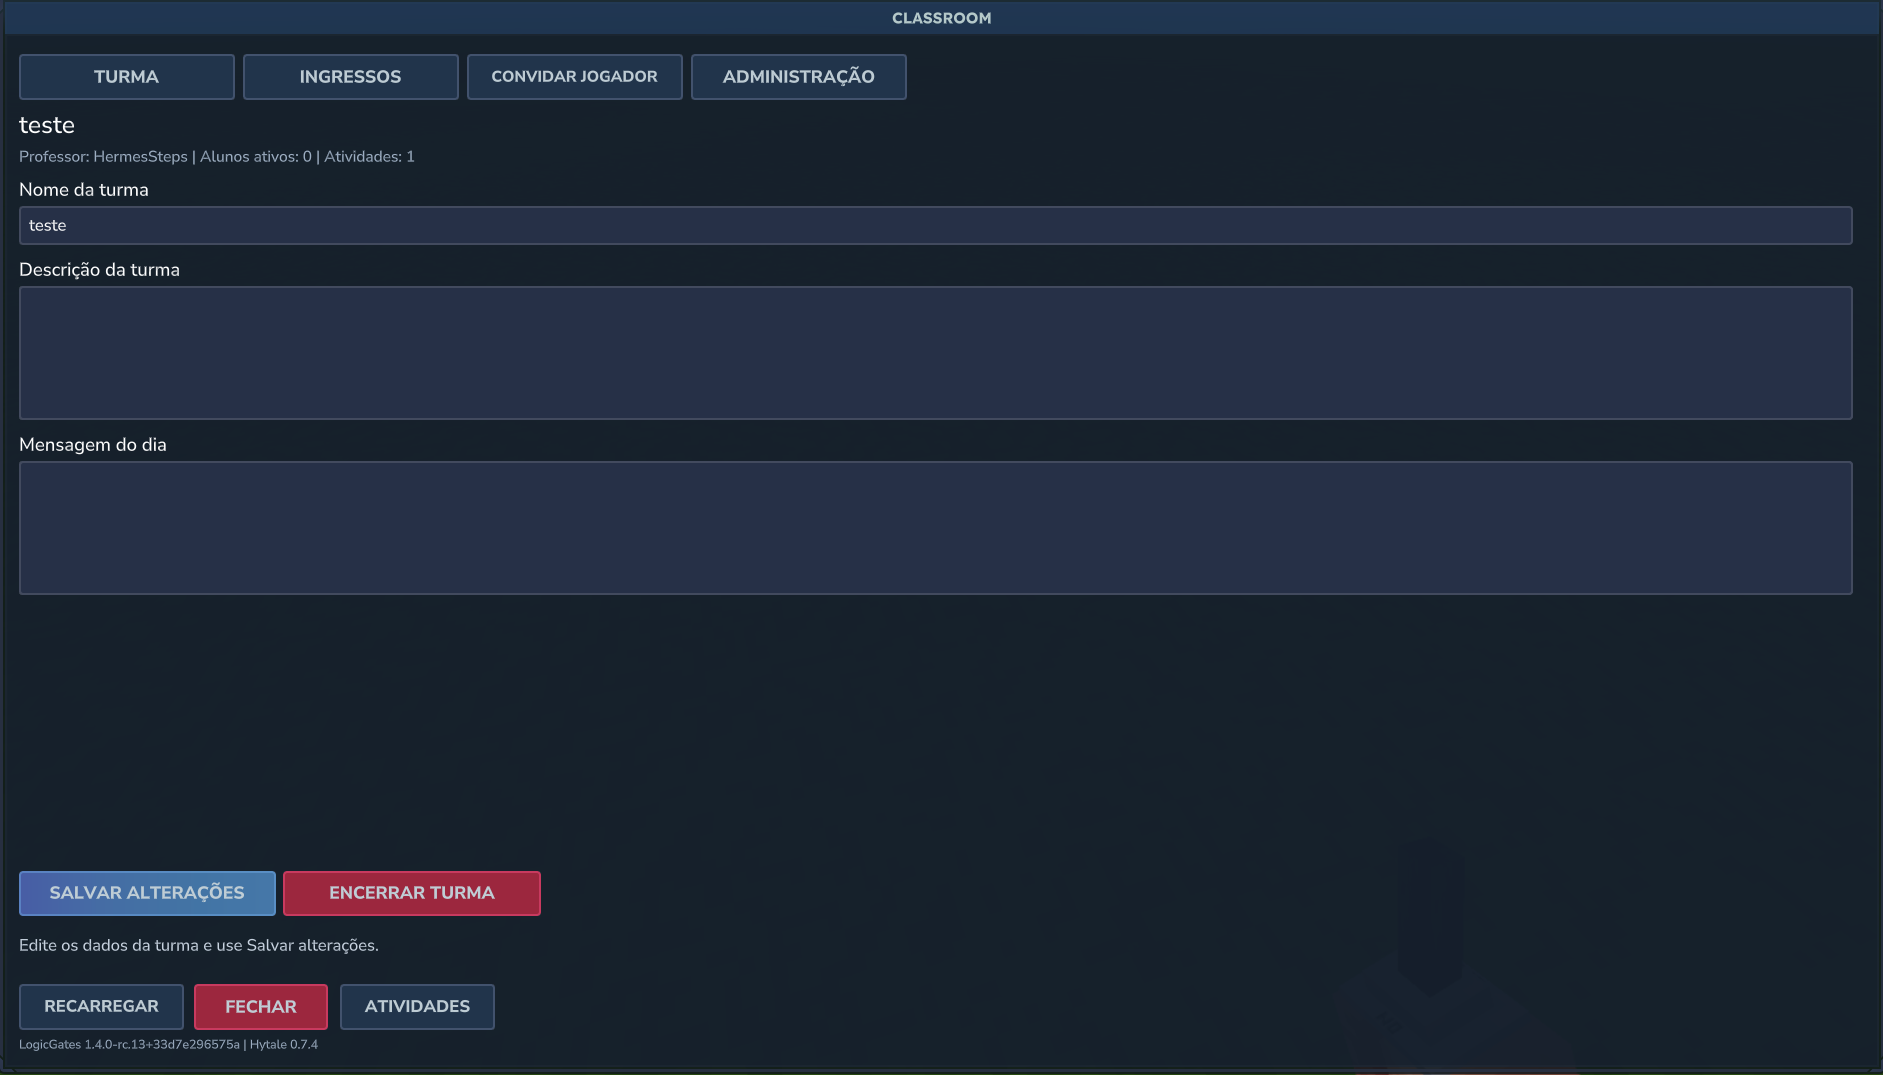 CLASSROOM
TURMA
INGRESSOS
CONVIDAR JOGADOR
ADMINISTRAÇÃO
teste
Professor: HermesSteps | Alunos ativos: 0 | Atividades: 1
Nome da turma
teste
Descrição da turma
Mensagem do dia
SALVAR ALTERAÇÕES
ENCERRAR TURMA
Edite os dados da turma e use Salvar alterações.
RECARREGAR
FECHAR
ATIVIDADES
LogicGates 1.4.0-rc.13+33d7e296575a | Hytale 0.7.4